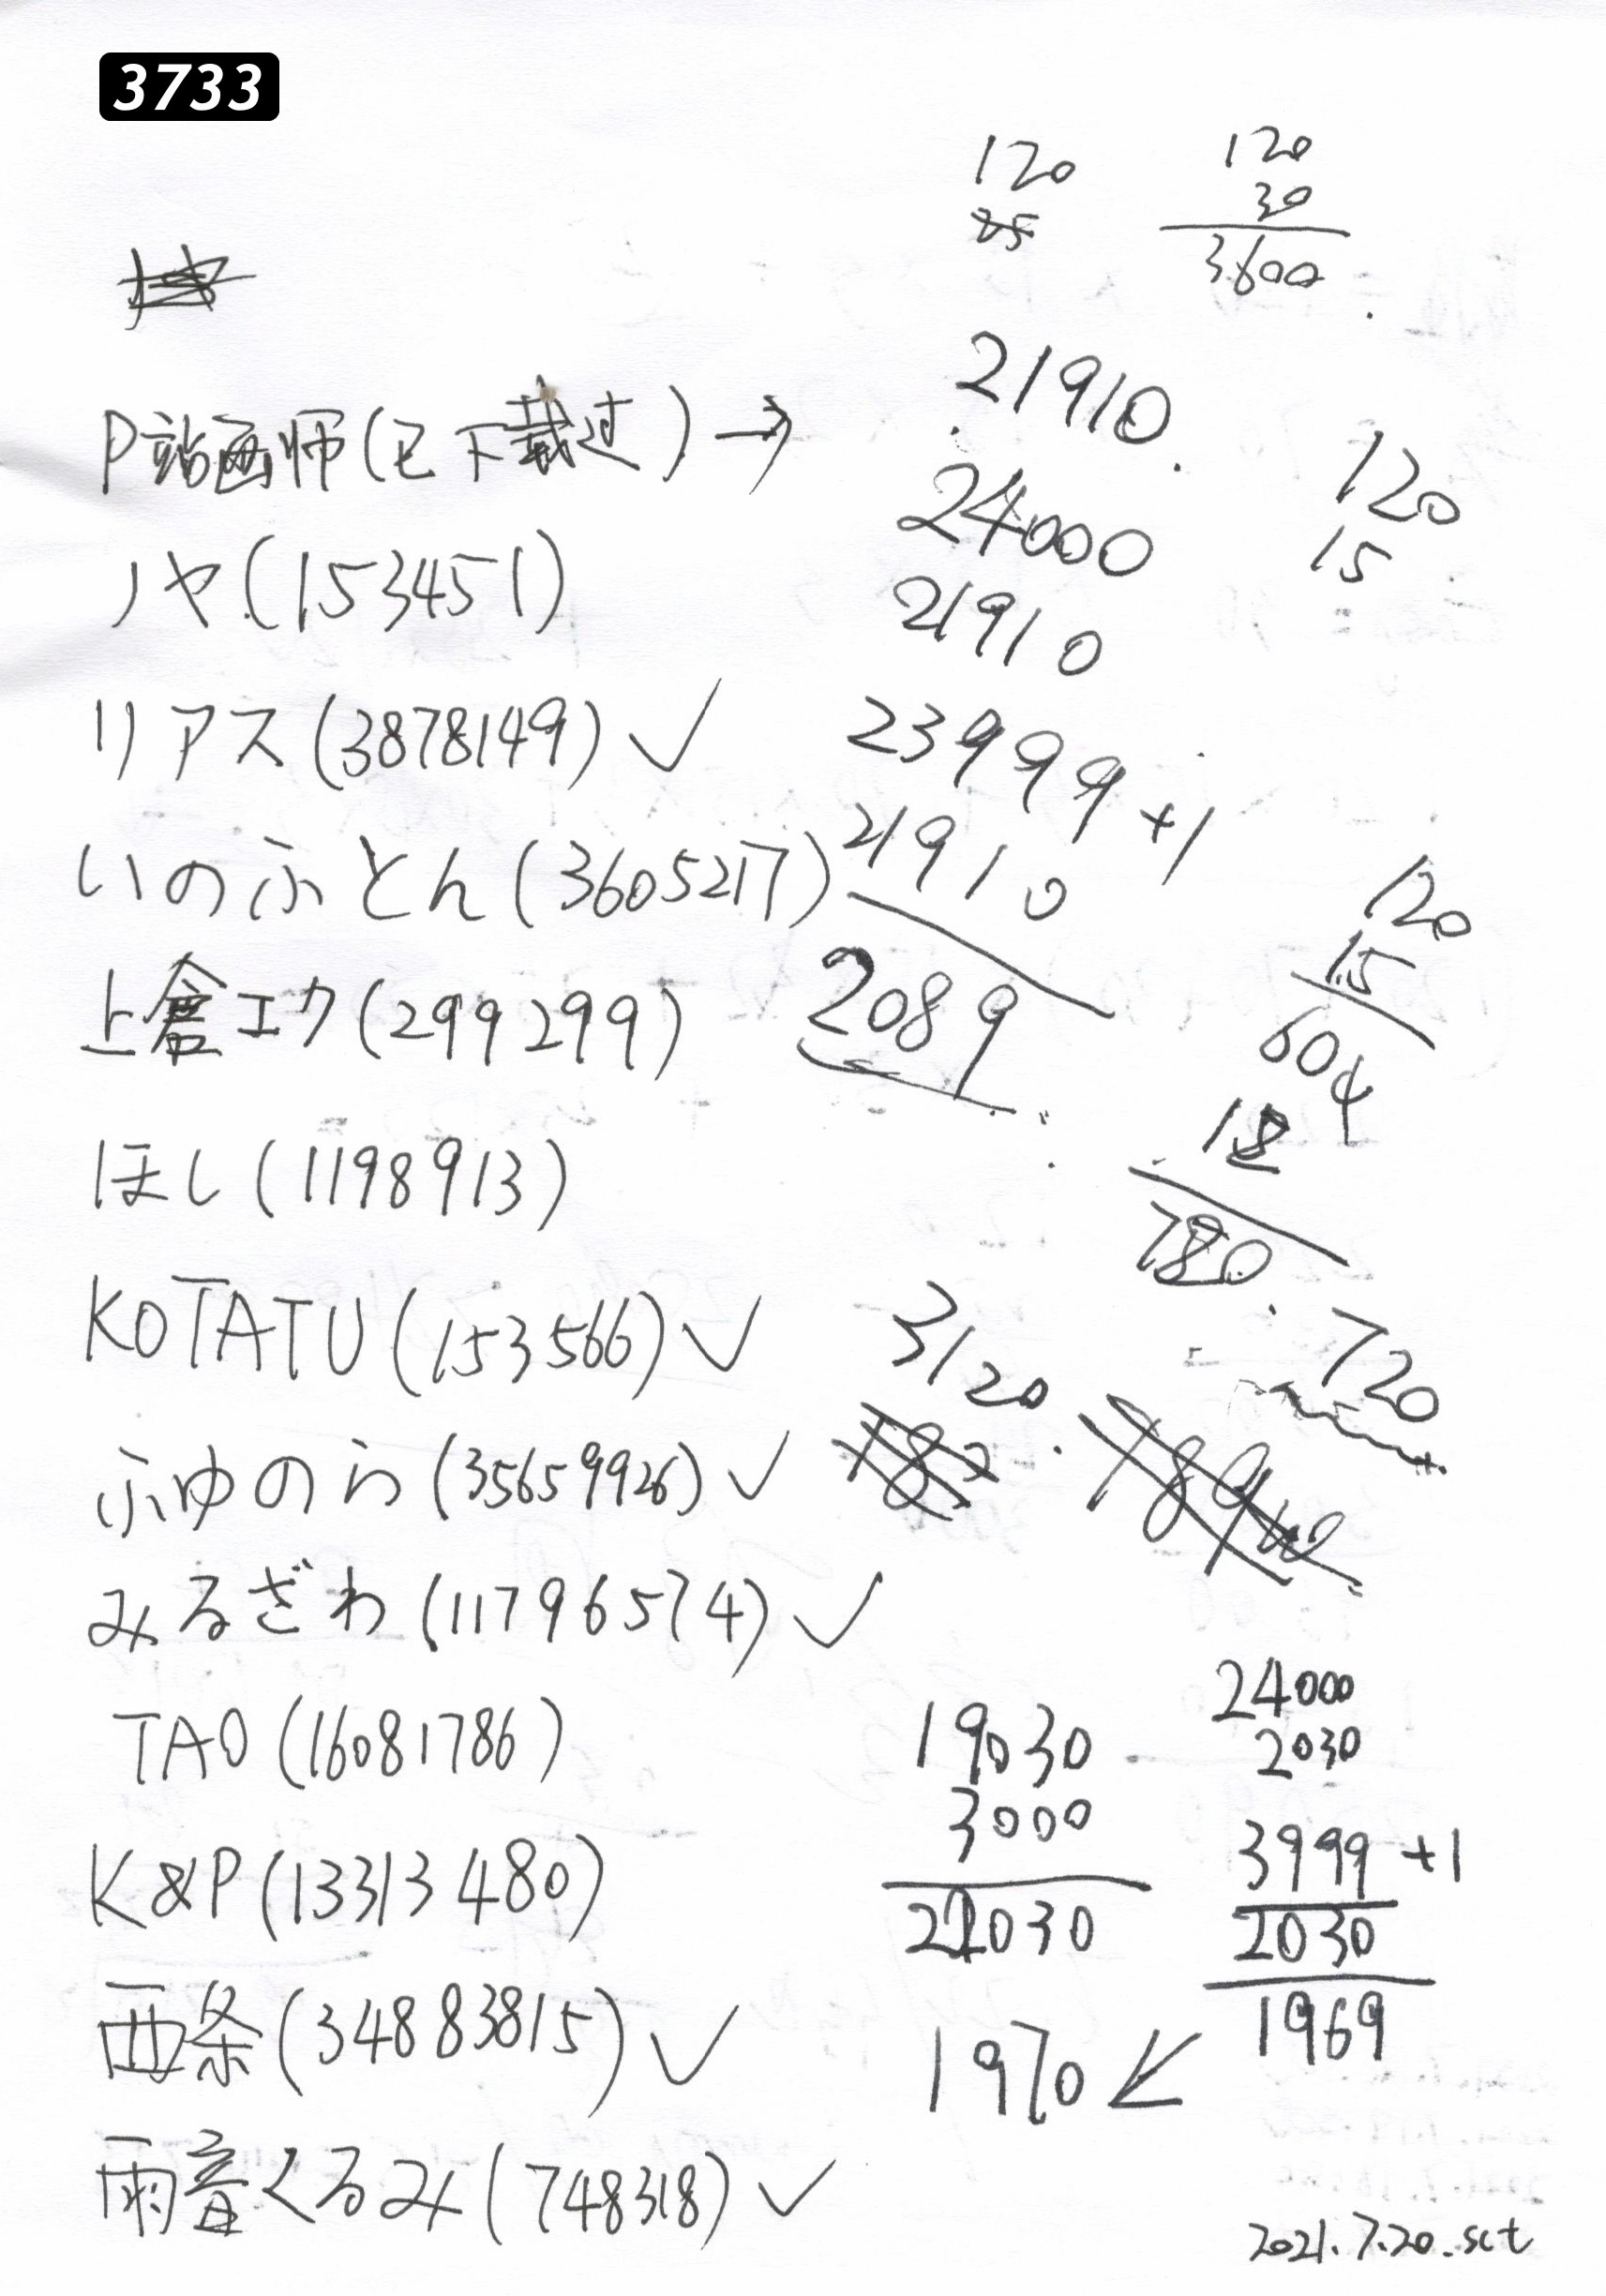 3733
120
25
120
30
3600
P站画师(已下载过)→
ノヤ(153451)
リアス(3878149)✓
いのふとん(3605217)
上倉エク(299299)
ほし(1198913)
KOTATU(153566)✓
ふゆのら(35659926)✓
みるざわ(11796574)✓
TAO(16081786)
K&P(13313480)
西条(34883815)✓
雨音くるみ(748318)✓
21910.
24000
21910
23999+1
21910
2089
120
15
120
15
604
18
780.
720
3120.
187
18940
19030
3000
22030
1970
24000
2030
3999+1
2030
1969
2021.7.20.sct